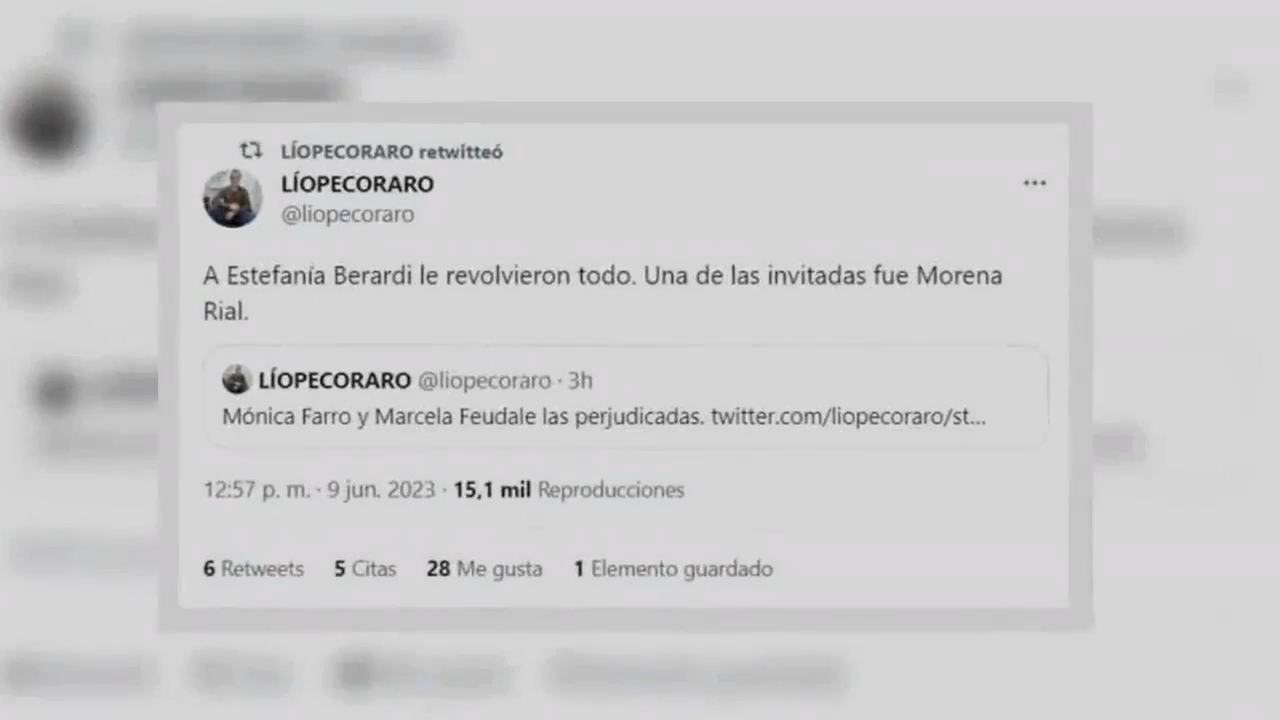 LÍOPECORARO retwitteó
LÍOPECORARO
@liopecoraro
A Estefanía Berardi le revolvieron todo. Una de las invitadas fue Morena
Rial.
LÍOPECORARO @liopecoraro · 3h
Mónica Farro y Marcela Feudale las perjudicadas. twitter.com/liopecoraro/st...
12:57 p. m. · 9 jun. 2023 · 15,1 mil Reproducciones
6 Retweets 5 Citas 28 Me gusta 1 Elemento guardado